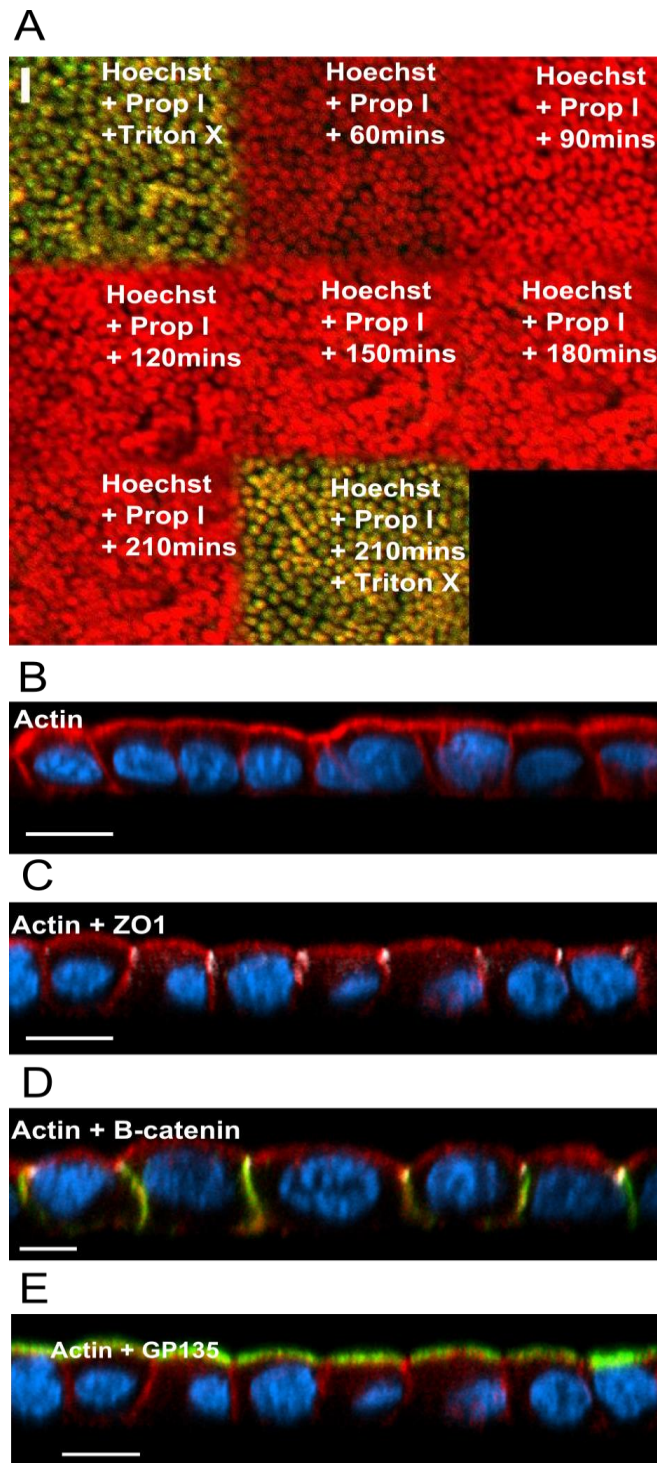 A
Hoechst
+ Prop I
+Triton X
Hoechst
+ Prop I
+ 60mins
Hoechst
+ Prop I
+ 90mins
Hoechst
+ Prop I
+ 120mins
Hoechst
+ Prop I
+ 150mins
Hoechst
+ Prop I
+ 180mins
Hoechst
+ Prop I
+ 210mins
Hoechst
+ Prop I
+ 210mins
+ Triton X
B
Actin
C
Actin + ZO1
D
Actin + B-catenin
E
Actin + GP135